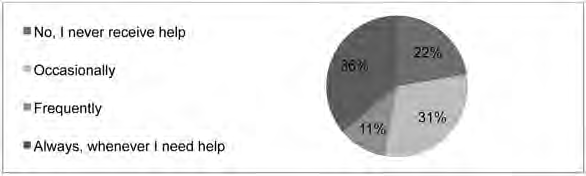 No, I never receive help
Occasionally
Frequently
Always, whenever I need help
36%
22%
11%
31%